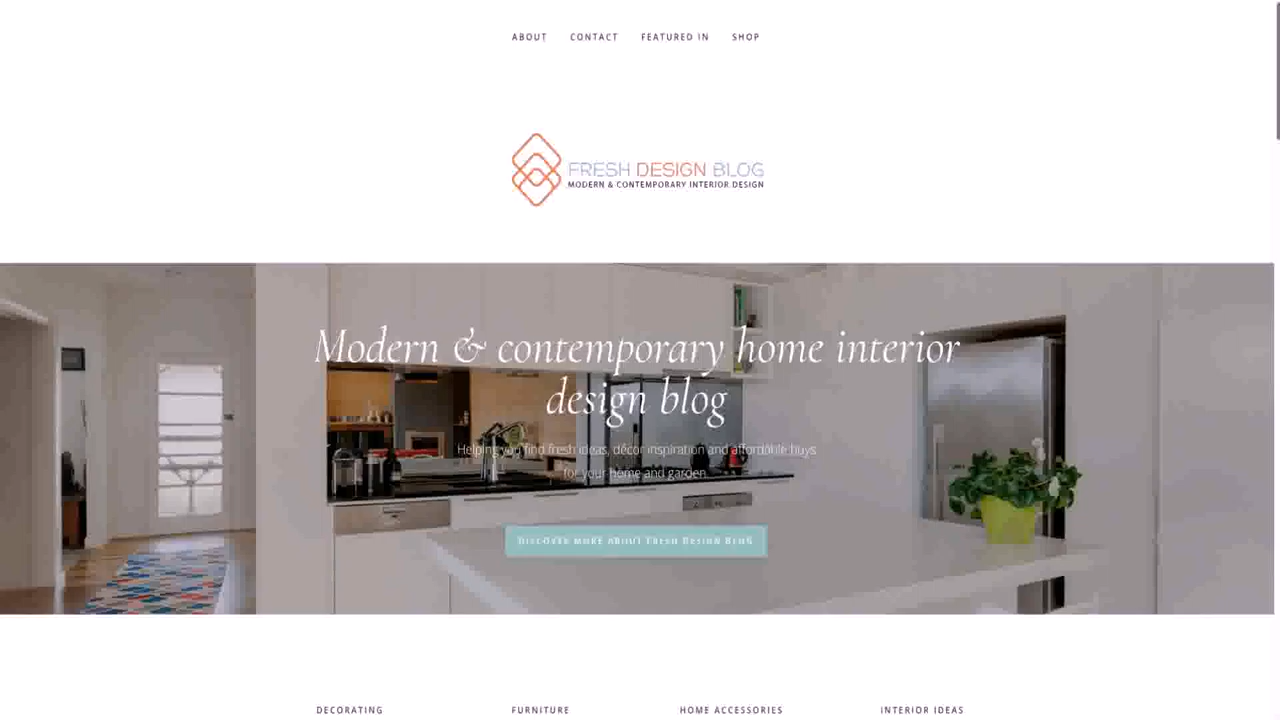 ABOUT CONTACT FEATURED IN SHOP
FRESH DESIGN BLOG
MODERN & CONTEMPORARY INTERIOR DESIGN
Modern & contemporary home interior
design blog
Helping you find fresh ideas, décor inspiration and affordable buys
for your home and garden
DISCOVER MORE ABOUT FRESH DESIGN BLOG
DECORATING FURNITURE HOME ACCESSORIES INTERIOR IDEAS